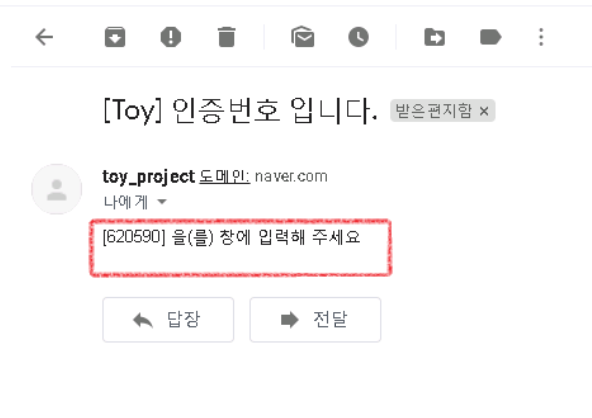 [Toy] 인증번호 입니다. 받은편지함 ×
toy_project 도메인: naver.com
나에게
[620590] 을(를) 창에 입력해 주세요
답장 전달